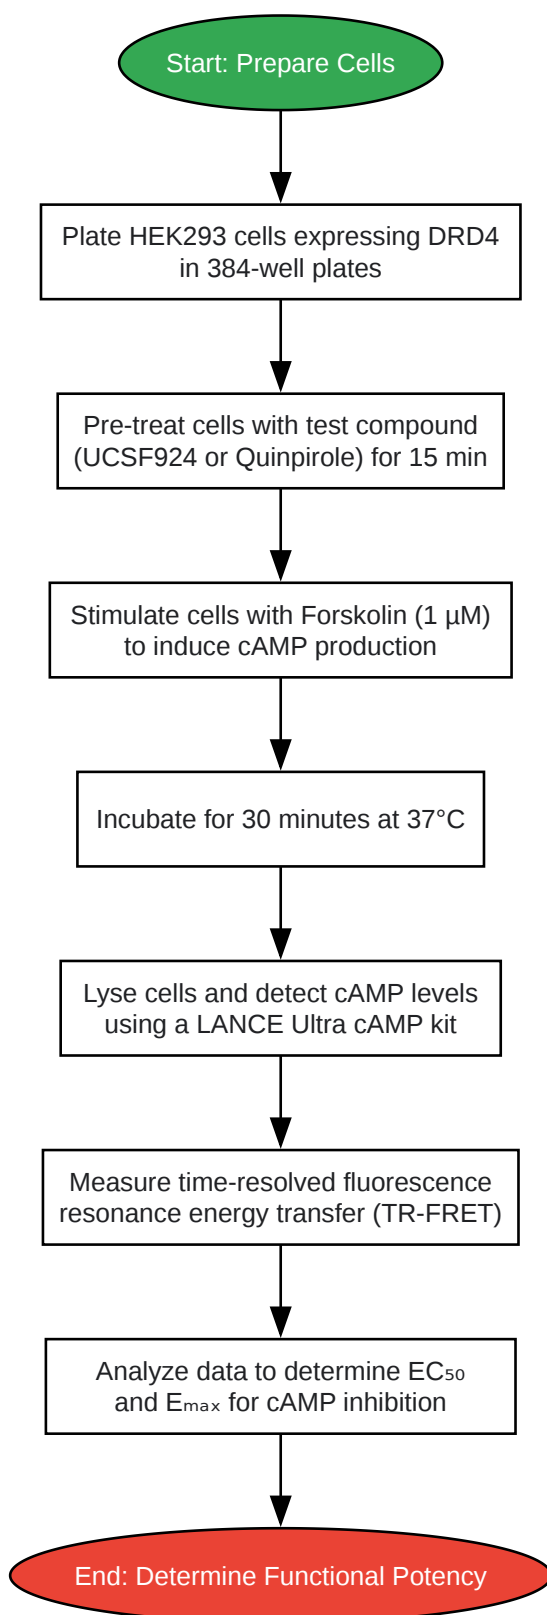 Start: Prepare Cells
Plate HEK293 cells expressing DRD4
in 384-well plates
Pre-treat cells with test compound
(UCSF924 or Quinpirole) for 15 min
Stimulate cells with Forskolin (1 µM)
to induce cAMP production
Incubate for 30 minutes at 37°C
Lyse cells and detect cAMP levels
using a LANCE Ultra cAMP kit
Measure time-resolved fluorescence
resonance energy transfer (TR-FRET)
Analyze data to determine EC₅₀
and Eₘₐₓ for cAMP inhibition
End: Determine Functional Potency